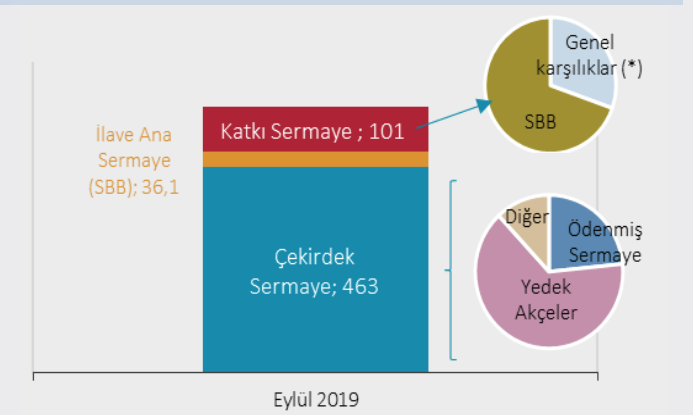 Genel
karşılıklar (*)
SBB
Katkı Sermaye ; 101
İlave Ana
Sermaye
(SBB); 36,1
Diğer
Ödenmiş
Sermaye
Yedek
Akçeler
Çekirdek
Sermaye; 463
Eylül 2019